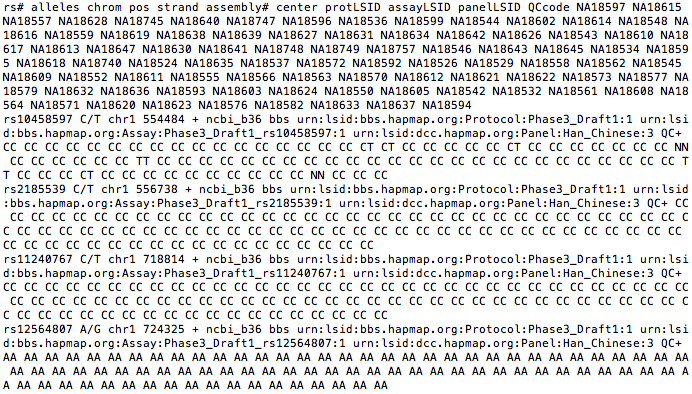 rs# alleles chrom pos strand assembly# center protLSID assayLSID panelLSID QCcode NA18597 NA18615
NA18557 NA18628 NA18745 NA18640 NA18747 NA18596 NA18536 NA18599 NA18544 NA18602 NA18614 NA18548 NA
18616 NA18559 NA18619 NA18638 NA18639 NA18627 NA18631 NA18634 NA18626 NA18529 NA18643 NA18610 NA18
617 NA18613 NA18647 NA18630 NA18641 NA18748 NA18749 NA18757 NA18546 NA18643 NA18645 NA18534 NA1859
5 NA18618 NA18740 NA18524 NA18635 NA18537 NA18572 NA18592 NA18526 NA18529 NA18558 NA18562 NA18545
NA18609 NA18552 NA18611 NA18555 NA18566 NA18563 NA18570 NA18612 NA18621 NA18622 NA18573 NA18577 NA
18579 NA18632 NA18636 NA18593 NA18603 NA18624 NA18550 NA18605 NA18542 NA18532 NA18561 NA18608 NA18
564 NA18571 NA18620 NA18623 NA18576 NA18582 NA18633 NA18637 NA18594
rs10458597 C/T chr1 554484 + ncbi_b36 bbs urn:lsid:bbs.hapmap.org:Protocol:Phase3_Draft1:1 urn:lsi
d:bbs.hapmap.org:Assay:Phase3_Draft1_rs10458597:1 urn:lsid:dcc.hapmap.org:Panel:Han_Chinese:3 QC+
CC CC CC CC CC CC CC CC CC CC CC CC CC CC CC CC CC CT CT CC CC CC CC CC CT CC CC CC CC CC CC CC NN
CC CC CC CC CC CC TT CC CC CC CC CC CC CC CC CC CC CC CC CC CC CC CC CC CC CC CC CC CC CC CC CC T
T CC CC CC CT CC CC CC CC CC CC CC CC CC CC NN CC CC CC
rs2185539 C/T chr1 556738 + ncbi_b36 bbs urn:lsid:bbs.hapmap.org:Protocol:Phase3_Draft1:1 urn:lsid
:bbs.hapmap.org:Assay:Phase3_Draft1_rs2185539:1 urn:lsid:dcc.hapmap.org:Panel:Han_Chinese:3 QC+ CC
CC CC CC CC CC CC CC CC CC CC CC CC CC CC CC CC CC CC CC CC CC CC CC CC CC CC CC CC CC CC CC CC C
C CC CC CC CC CC CC CC CC CC CC CC CC CC CC CC CC CC CC CC CC CC CC CC CC CC CC CC CC CC CC CC CC
CC CC CC CC CC CC CC CC CC CC CC CC CC CC CC CC CC CC
rs11240767 C/T chr1 718814 + ncbi_b36 bbs urn:lsid:bbs.hapmap.org:Protocol:Phase3_Draft1:1 urn:lsi
d:bbs.hapmap.org:Assay:Phase3_Draft1_rs11240767:1 urn:lsid:dcc.hapmap.org:Panel:Han_Chinese:3 QC+
CC CC CC CC CC CC CC CC CC CC CC CC CC CC CC CC CC CC CC CC CC CC CC CC CC CC CC CC CC CC CC CC CC
CC CC CC CC CC CC CC CC CC CC CC CC CC CC CC CC CC CC CC CC CC CC CC CC CC CC CC CC CC CC CC CC C
C CC CC CC CC CC CC CC CC CC CC CC CC CC CC CC CC CC CC
rs12564807 A/G chr1 724325 + ncbi_b36 bbs urn:lsid:bbs.hapmap.org:Protocol:Phase3_Draft1:1 urn:lsi
d:bbs.hapmap.org:Assay:Phase3_Draft1_rs12564807:1 urn:lsid:dcc.hapmap.org:Panel:Han_Chinese:3 QC+
AA AA AA AA AA AA AA AA AA AA AA AA AA AA AA AA AA AA AA AA AA AA AA AA AA AA AA AA AA AA AA AA AA
AA AA AA AA AA AA AA AA AA AA AA AA AA AA AA AA AA AA AA AA AA AA AA AA AA AA AA AA AA AA AA AA A
A AA AA AA AA AA AA AA AA AA AA AA AA AA AA AA AA AA AA